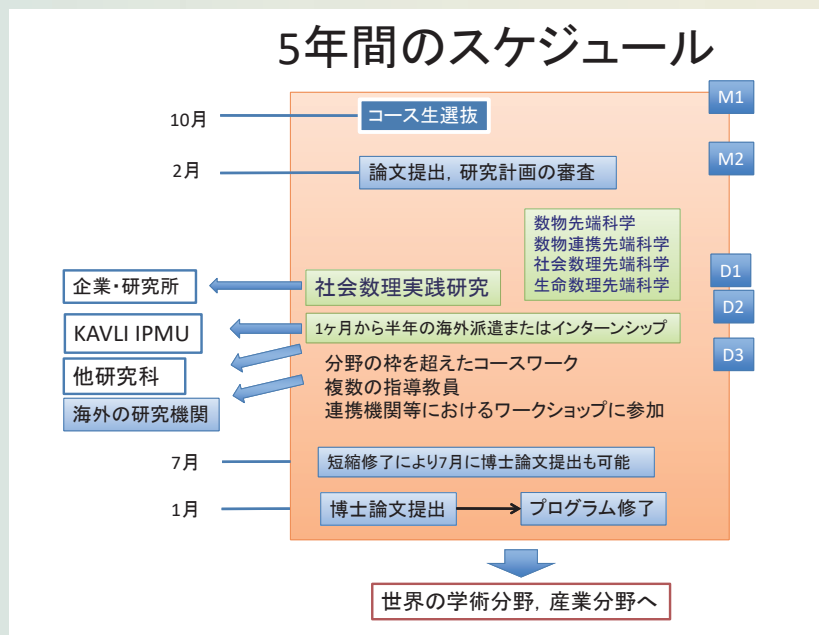 5年間のスケジュール
M1
10月
コース生選抜
M2
2月
論文提出，研究計画の審査
数物先端科学
数物連携先端科学
社会数理先端科学
生命数理先端科学
D1
企業・研究所
社会数理実践研究
D2
KAVLI IPMU
1ヶ月から半年の海外派遣またはインターンシップ
D3
他研究科
分野の枠を超えたコースワーク
複数の指導教員
海外の研究機関
連携機関等におけるワークショップに参加
7月
短縮修了により7月に博士論文提出も可能
1月
博士論文提出
プログラム修了
世界の学術分野，産業分野へ